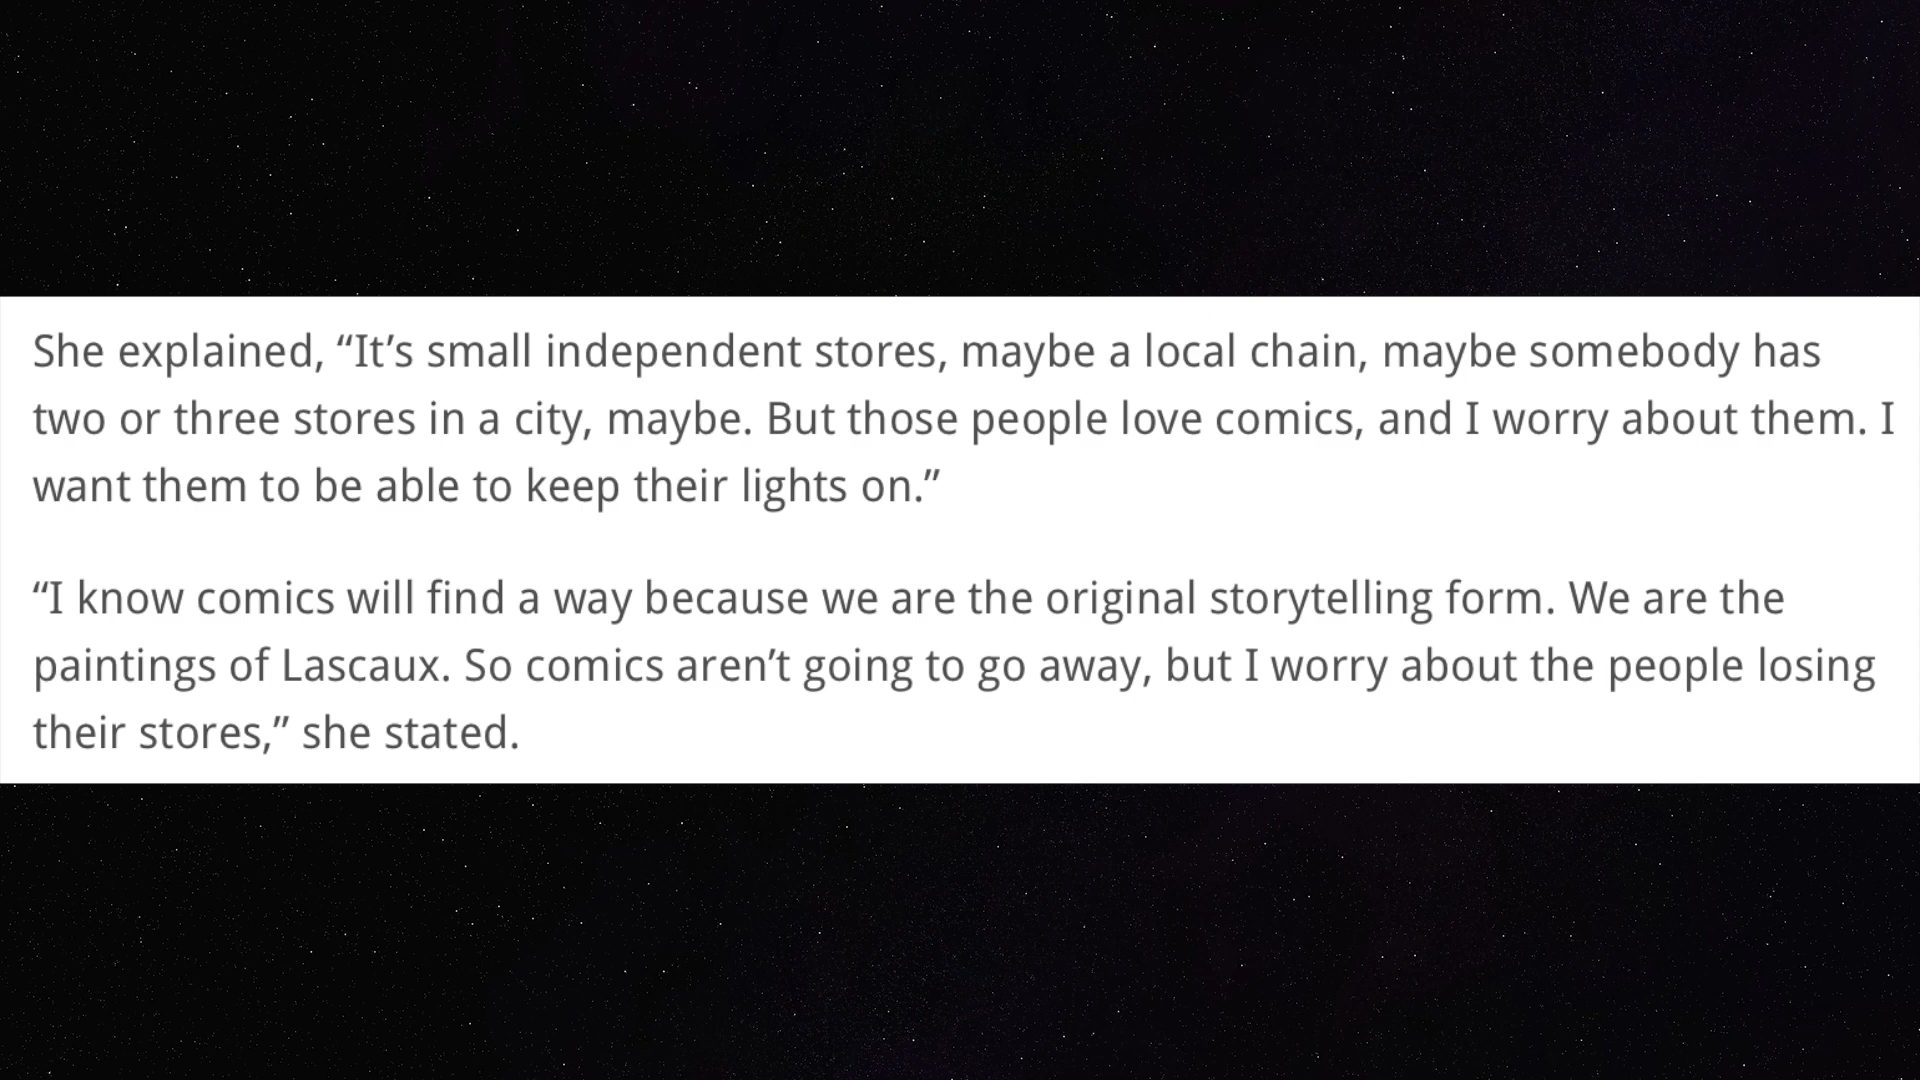 She explained, “It’s small independent stores, maybe a local chain, maybe somebody has
two or three stores in a city, maybe. But those people love comics, and I worry about them. I
want them to be able to keep their lights on.”
“I know comics will find a way because we are the original storytelling form. We are the
paintings of Lascaux. So comics aren’t going to go away, but I worry about the people losing
their stores,” she stated.